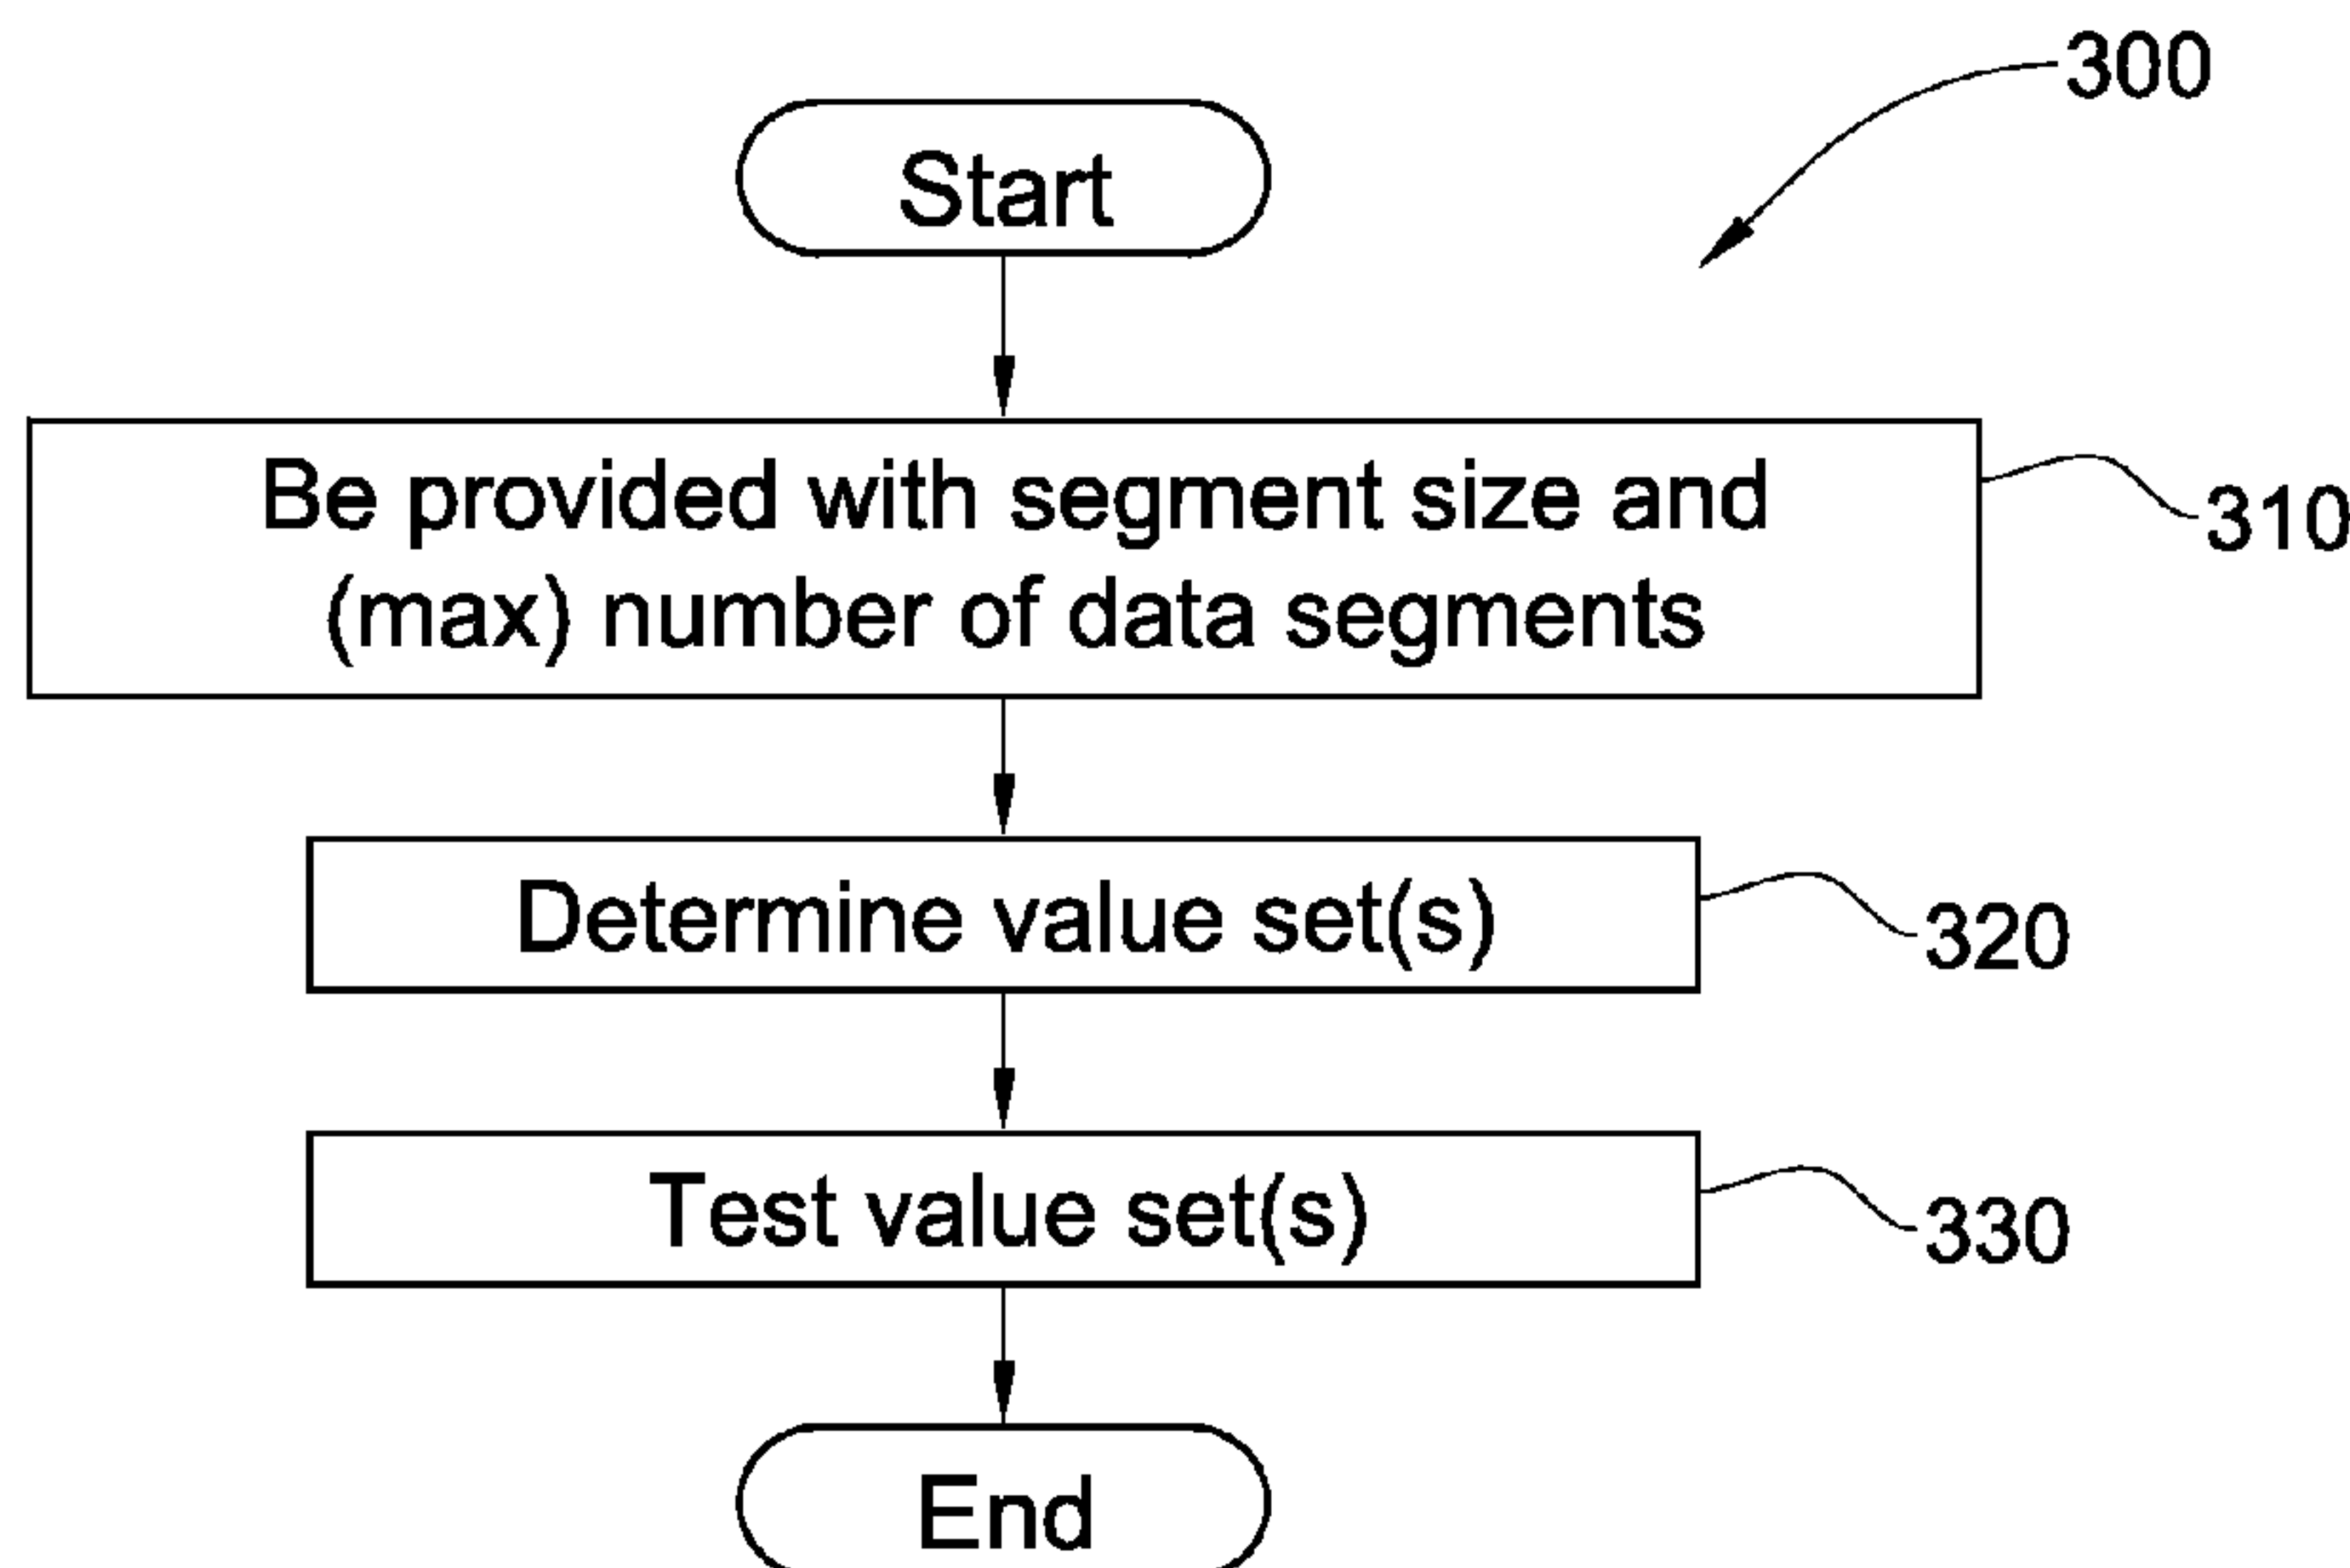 300
Start
Be provided with segment size and
(max) number of data segments
310
Determine value set(s)
320
Test value set(s)
330
End